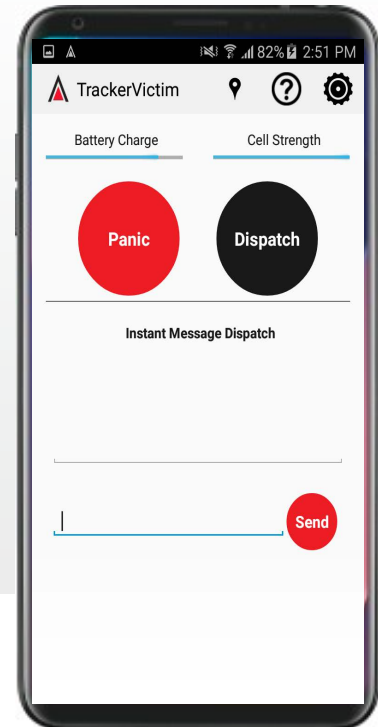 82% 2:51 PM
TrackerVictim
Battery Charge Cell Strength
Panic Dispatch
Instant Message Dispatch
Send